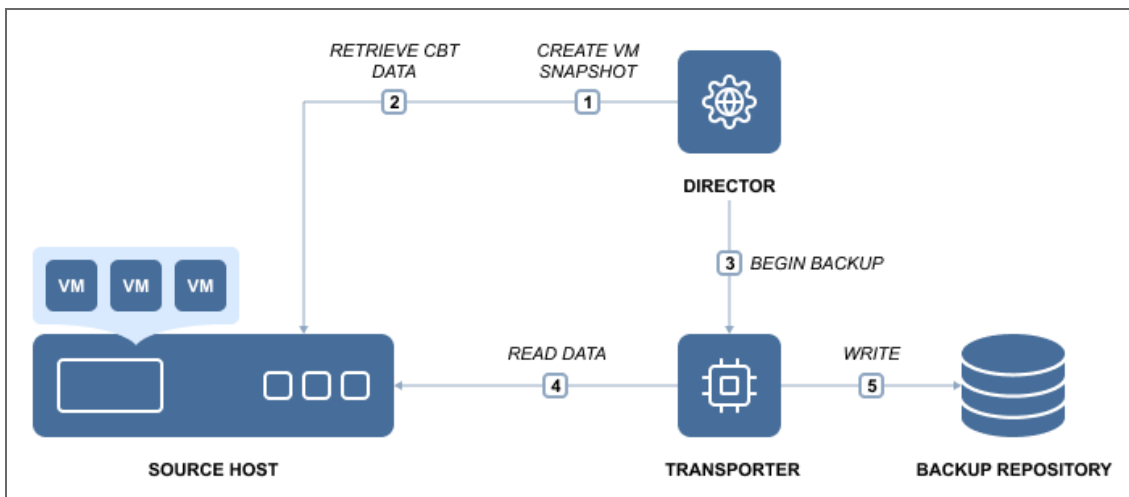 RETRIEVE CBT
DATA
CREATE VM
SNAPSHOT
2
1
DIRECTOR
3 BEGIN BACKUP
VM VM VM
READ DATA
WRITE
4
5
SOURCE HOST
TRANSPORTER
BACKUP REPOSITORY